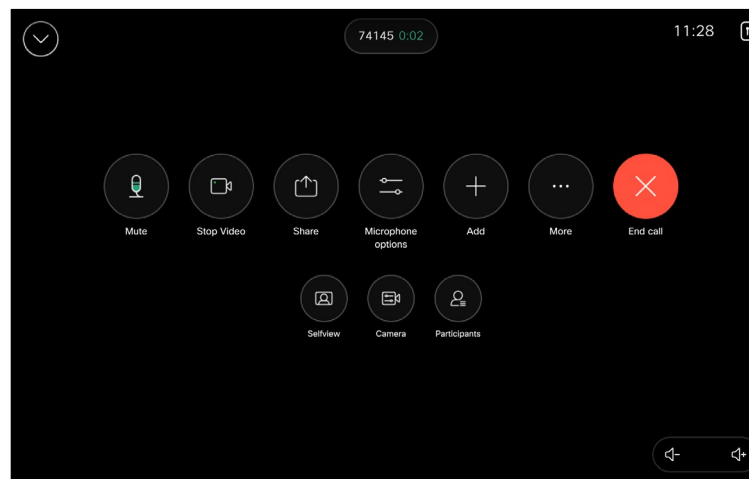 74145 0:02
11:28
Mute
Stop Video
Share
Microphone
options
Add
More
End call
Selfview
Camera
Participants